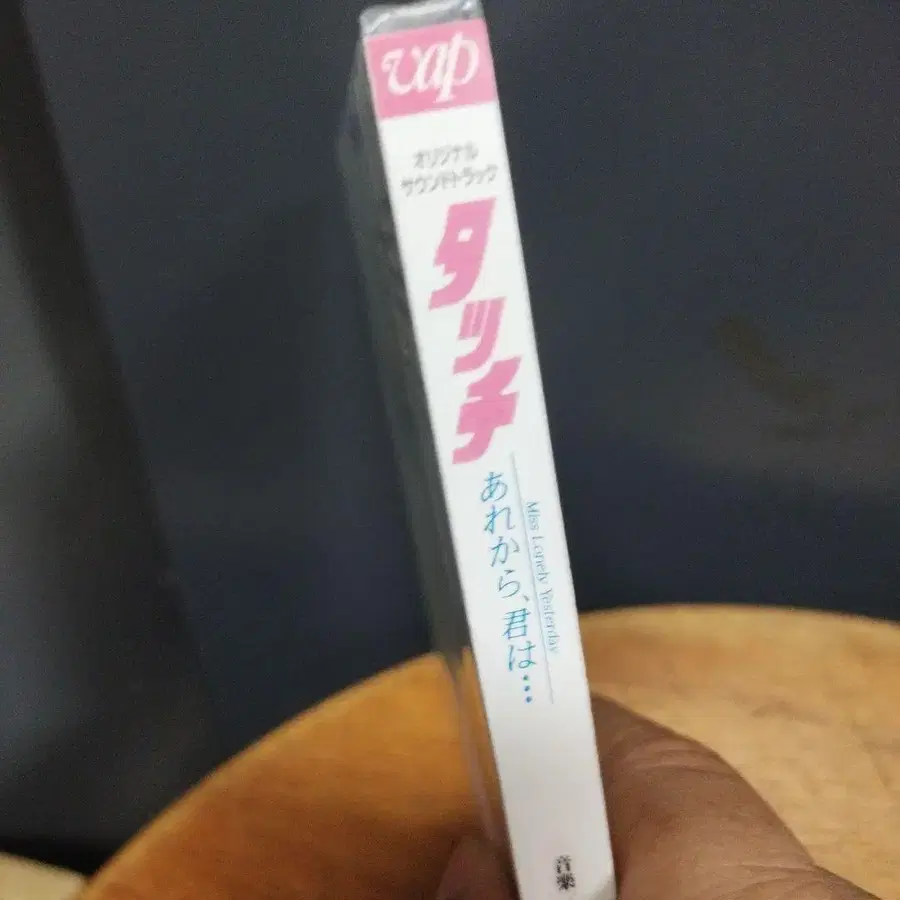 vap
オリジナル
サウンドトラック
タッチ
Miss Lonely Yesterday
あれから、君は…
音楽